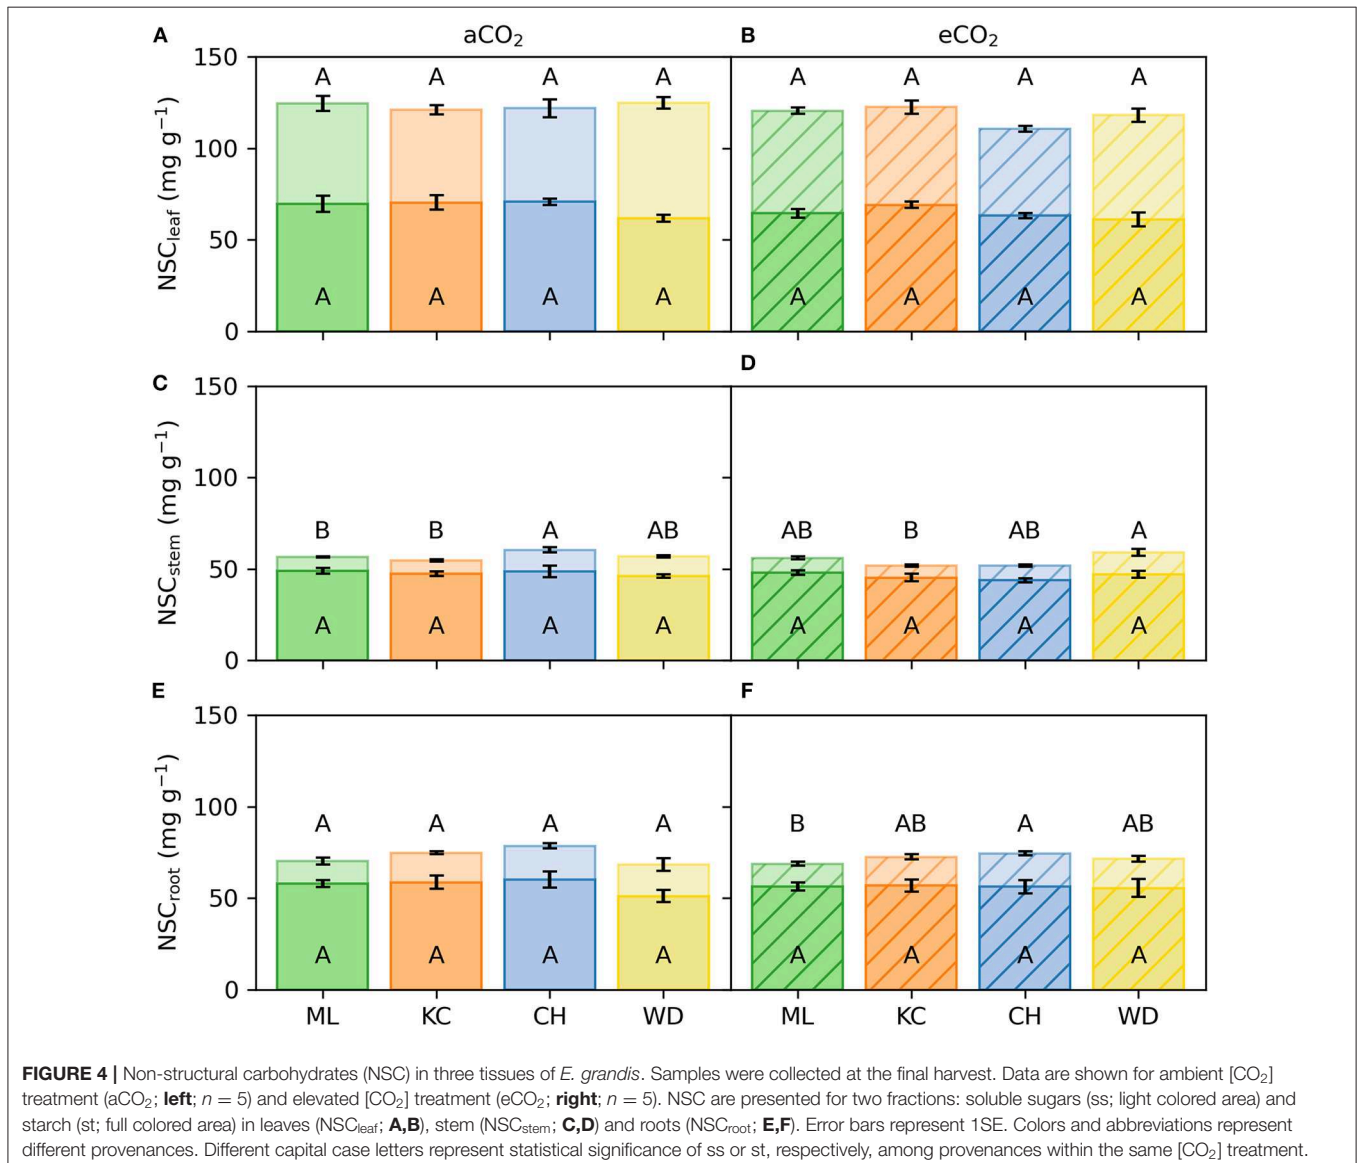 A aCO₂ B eCO₂
150 A A A A A A A A
100
50
0 A A A A A A A A
NSCleaf (mg g⁻¹)
C D
150
100
50 B B A AB AB B AB A
0 A A A A A A A A
NSCstem (mg g⁻¹)
E F
150
100 A A A A B AB A AB
50
0 A A A A A A A A
NSCroot (mg g⁻¹)
ML KC CH WD ML KC CH WD
FIGURE 4 | Non-structural carbohydrates (NSC) in three tissues of E. grandis. Samples were collected at the final harvest. Data are shown for ambient [CO₂]
treatment (aCO₂; left; n = 5) and elevated [CO₂] treatment (eCO₂; right; n = 5). NSC are presented for two fractions: soluble sugars (ss; light colored area) and
starch (st; full colored area) in leaves (NSCleaf; A,B), stem (NSCstem; C,D) and roots (NSCroot; E,F). Error bars represent 1SE. Colors and abbreviations represent
different provenances. Different capital case letters represent statistical significance of ss or st, respectively, among provenances within the same [CO₂] treatment.